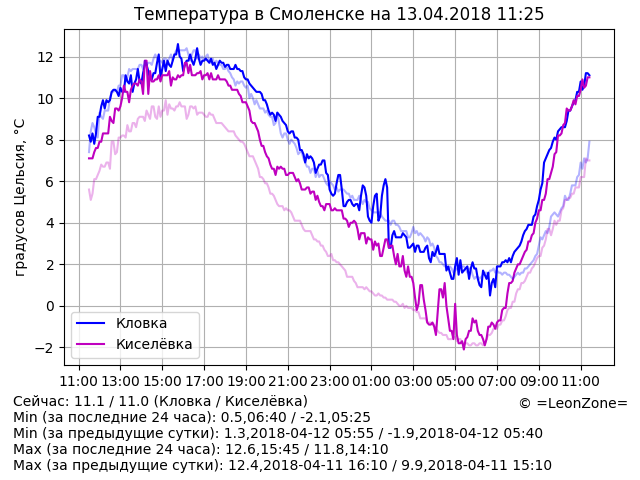 Температура в Смоленске на 13.04.2018 11:25
градусов Цельсия, °C
12
10
8
6
4
2
0
−2
Кловка
Киселёвка
11:00 13:00 15:00 17:00 19:00 21:00 23:00 01:00 03:00 05:00 07:00 09:00 11:00
Сейчас: 11.1 / 11.0 (Кловка / Киселёвка)
© =LeonZone=
Min (за последние 24 часа): 0.5,06:40 / -2.1,05:25
Min (за предыдущие сутки): 1.3,2018-04-12 05:55 / -1.9,2018-04-12 05:40
Max (за последние 24 часа): 12.6,15:45 / 11.8,14:10
Max (за предыдущие сутки): 12.4,2018-04-11 16:10 / 9.9,2018-04-11 15:10